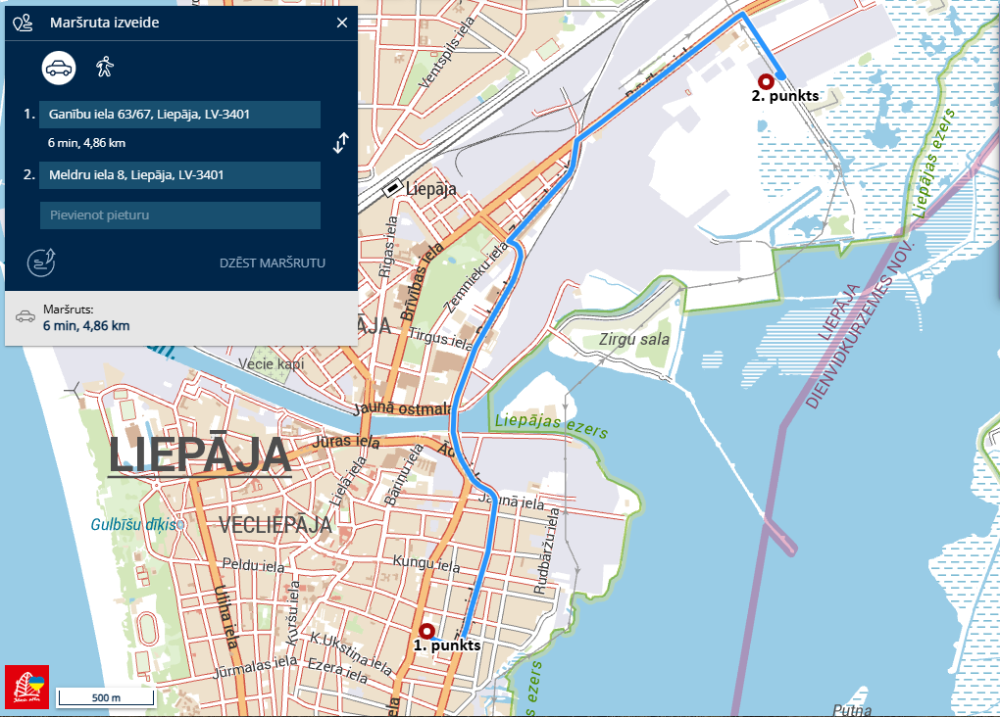 Maršruta izveide
1. Ganību iela 63/67, Liepāja, LV-3401
6 min, 4,86 km
2. Meldru iela 8, Liepāja, LV-3401
Pievienot pieturu
DZĒST MARŠRUTU
Maršruts:
6 min, 4,86 km
Ventspils iela
2. punkts
Liepājas ezers
Liepāja
Rīgas iela
Brīvības iela
Zemnieku iela
LIEPĀJA
DIENVIDKURZEMES NOV.
Tirgus iela
Zirgu sala
Vecie kapi
Jaunā ostmala
Liepājas ezers
Jūras iela
LIEPĀJA
Lielā iela
Bāriņu iela
Jaunā iela
Gulbīšu dīķis
VECLIEPĀJA
Rudbāržu iela
Peldu iela
Kungu iela
Uliha iela
Kuršu iela
1. punkts
K.Ukstiņa iela
Jūrmalas iela
Ezera iela
ezers
500 m